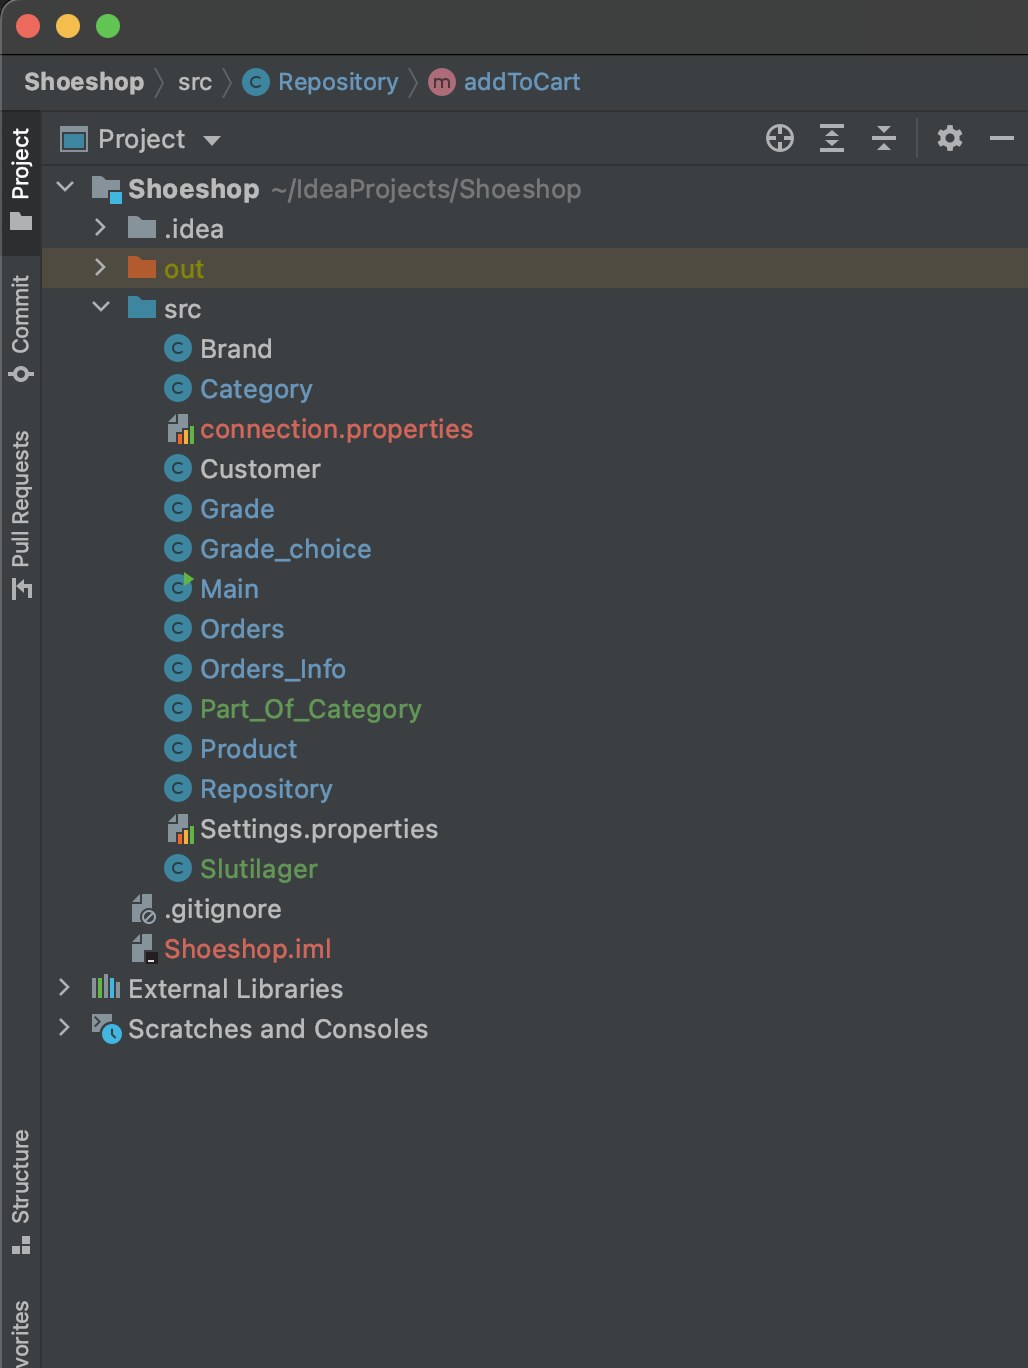 Shoeshop src C Repository m addToCart
Project
Project
Commit
Pull Requests
Structure
vorites
Shoeshop ~/IdeaProjects/Shoeshop
.idea
out
src
C Brand
C Category
connection.properties
C Customer
C Grade
C Grade_choice
C Main
C Orders
C Orders_Info
C Part_Of_Category
C Product
C Repository
Settings.properties
C Slutilager
.gitignore
Shoeshop.iml
External Libraries
Scratches and Consoles